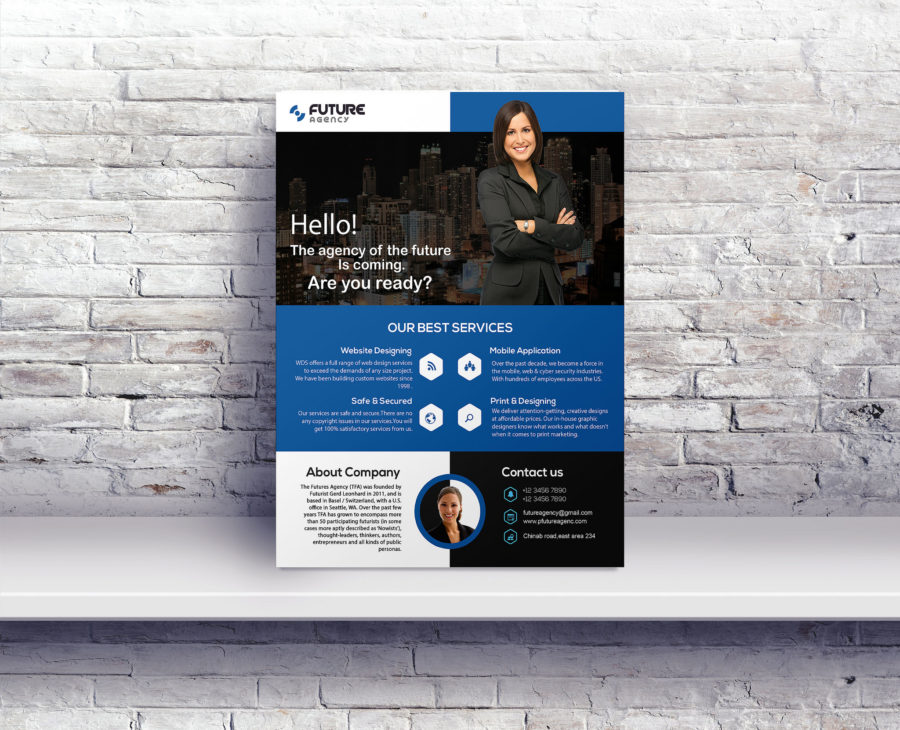 FUTURE
AGENCY
Hello!
The agency of the future
Is coming.
Are you ready?
OUR BEST SERVICES
Website Designing
WDS offers a full range of web design services
to exceed the demands of any size project.
We have been building custom websites since
1998 .
Mobile Application
Over the past decade, we become a force in
the mobile, web & cyber security industries.
With hundreds of employees across the US.
Safe & Secured
Our services are safe and secure.There are no
any copyright issues in our services.You will
get 100% satisfactory services from us.
Print & Designing
We deliver attention-getting, creative designs
at affordable prices. Our in-house graphic
designers know what works and what doesn't
when it comes to print marketing.
About Company
The Futures Agency (TFA) was founded by
Futurist Gerd Leonhard in 2011, and is
based in Basel / Switzerland, with a U.S.
office in Seattle, WA. Over the past few
years TFA has grown to encompass more
than 50 participating futurists (in some
cases more aptly described as 'Nowists'),
thought-leaders, thinkers, authors,
entrepreneurs and all kinds of public
personas.
Contact us
+12 3456 7890
+12 3456 7890
futureagency@gmail.com
www.pfutureagenc.com
Chinab road,east area 234